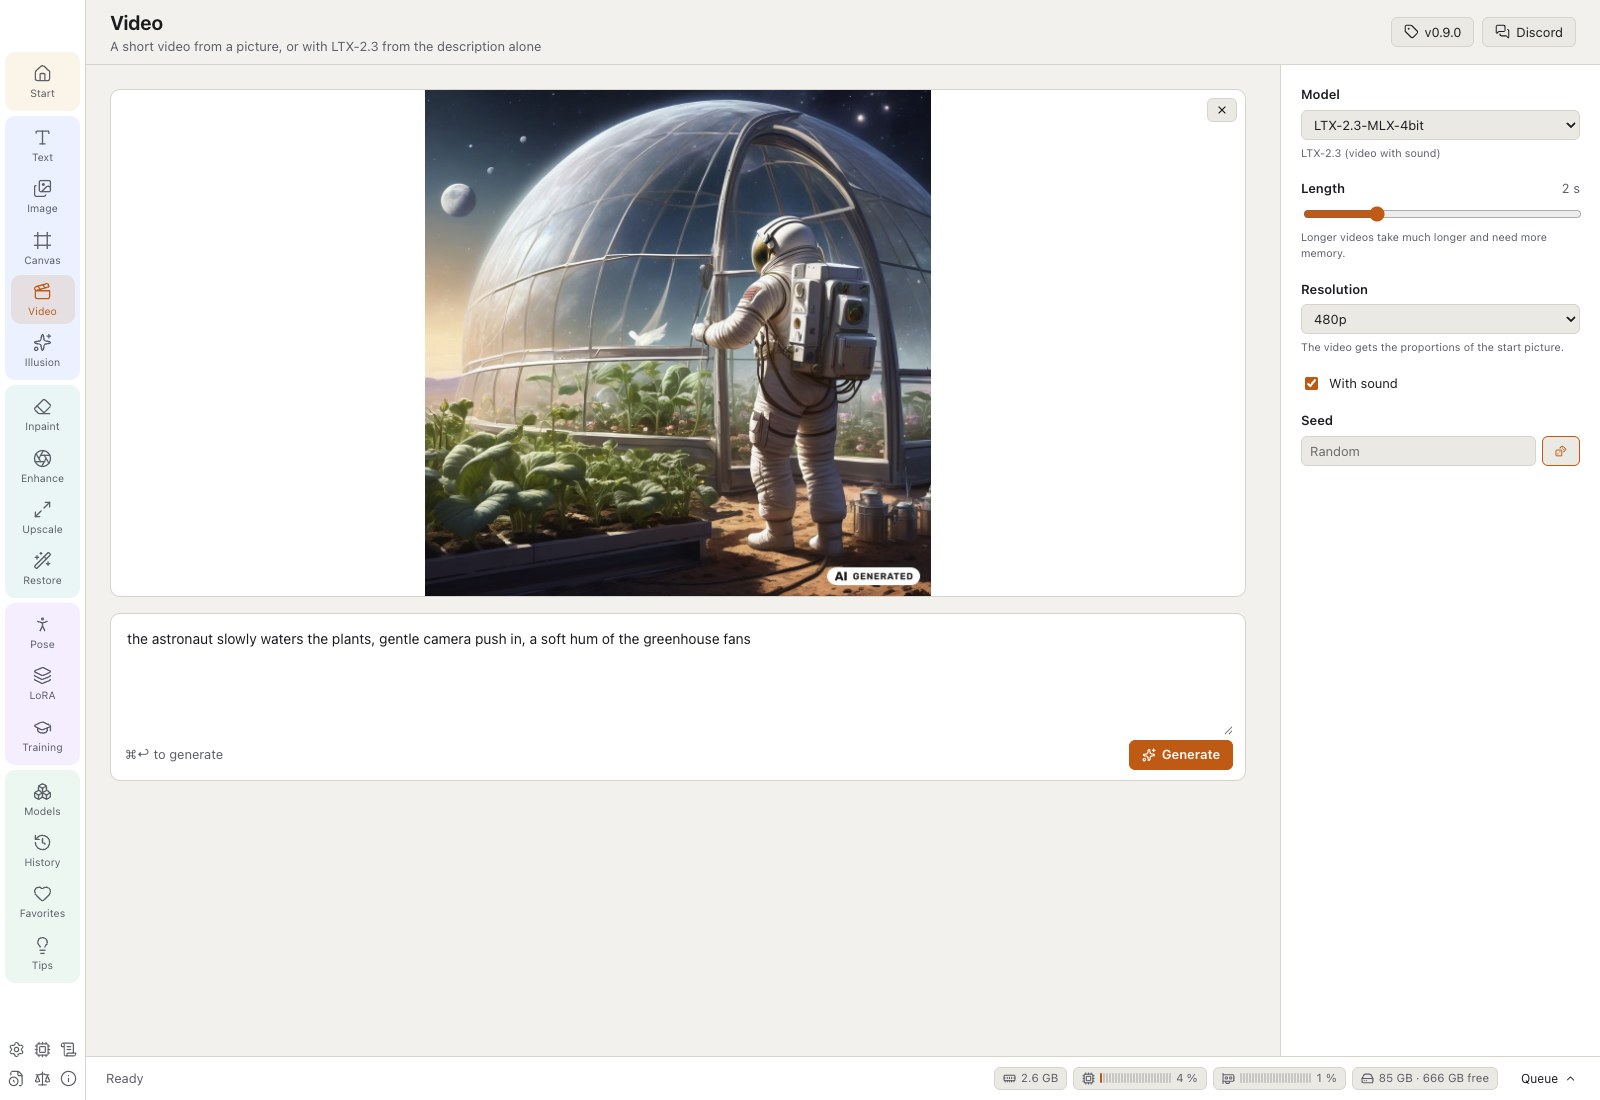 Video
A short video from a picture, or with LTX-2.3 from the description alone
v0.9.0
Discord
Start
Text
Image
Canvas
Video
Illusion
Inpaint
Enhance
Upscale
Restore
Pose
LoRA
Training
Models
History
Favorites
Tips
AI GENERATED
the astronaut slowly waters the plants, gentle camera push in, a soft hum of the greenhouse fans
⌘↩ to generate
Generate
Model
LTX-2.3-MLX-4bit
LTX-2.3 (video with sound)
Length
2 s
Longer videos take much longer and need more
memory.
Resolution
480p
The video gets the proportions of the start picture.
With sound
Seed
Random
Ready
2.6 GB
4 %
1 %
85 GB · 666 GB free
Queue